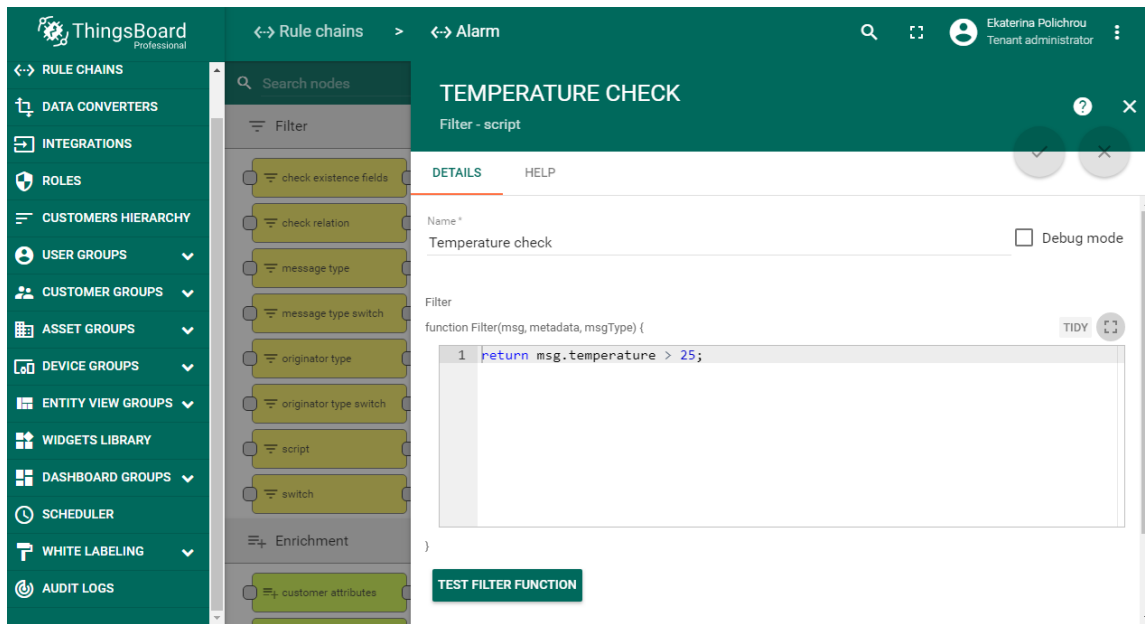 ThingsBoard
Professional
Rule chains > Alarm
Ekaterina Polichrou
Tenant administrator
RULE CHAINS
DATA CONVERTERS
INTEGRATIONS
ROLES
CUSTOMERS HIERARCHY
USER GROUPS
CUSTOMER GROUPS
ASSET GROUPS
DEVICE GROUPS
ENTITY VIEW GROUPS
WIDGETS LIBRARY
DASHBOARD GROUPS
SCHEDULER
WHITE LABELING
AUDIT LOGS
Search nodes
Filter
check existence fields
check relation
message type
message type switch
originator type
originator type switch
script
switch
Enrichment
customer attributes
TEMPERATURE CHECK
Filter - script
DETAILS HELP
Name *
Temperature check
Debug mode
Filter
function Filter(msg, metadata, msgType) {
TIDY
1 return msg.temperature > 25;
}
TEST FILTER FUNCTION